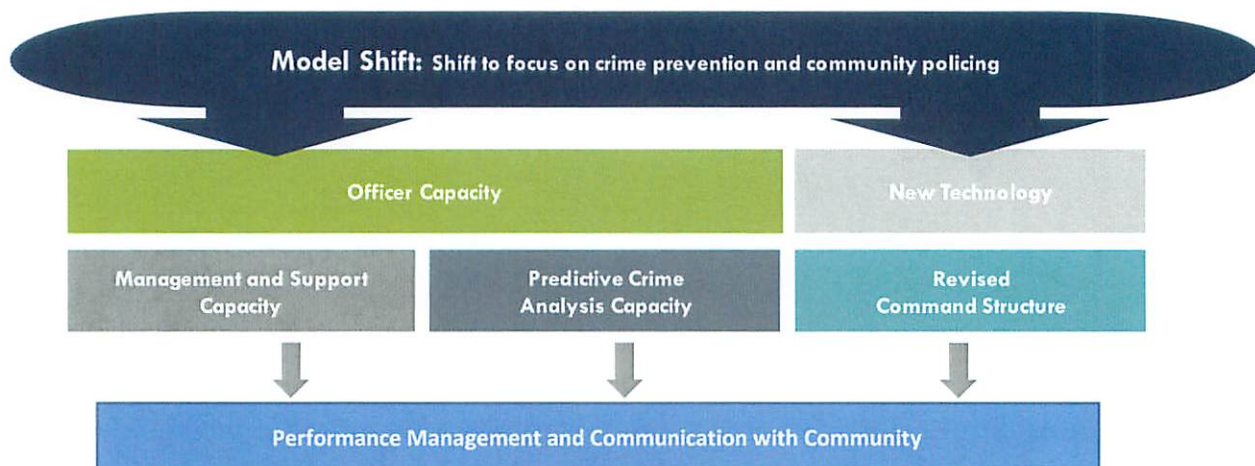 Model Shift: Shift to focus on crime prevention and community policing
Officer Capacity
New Technology
Management and Support
Capacity
Predictive Crime
Analysis Capacity
Revised
Command Structure
Performance Management and Communication with Community